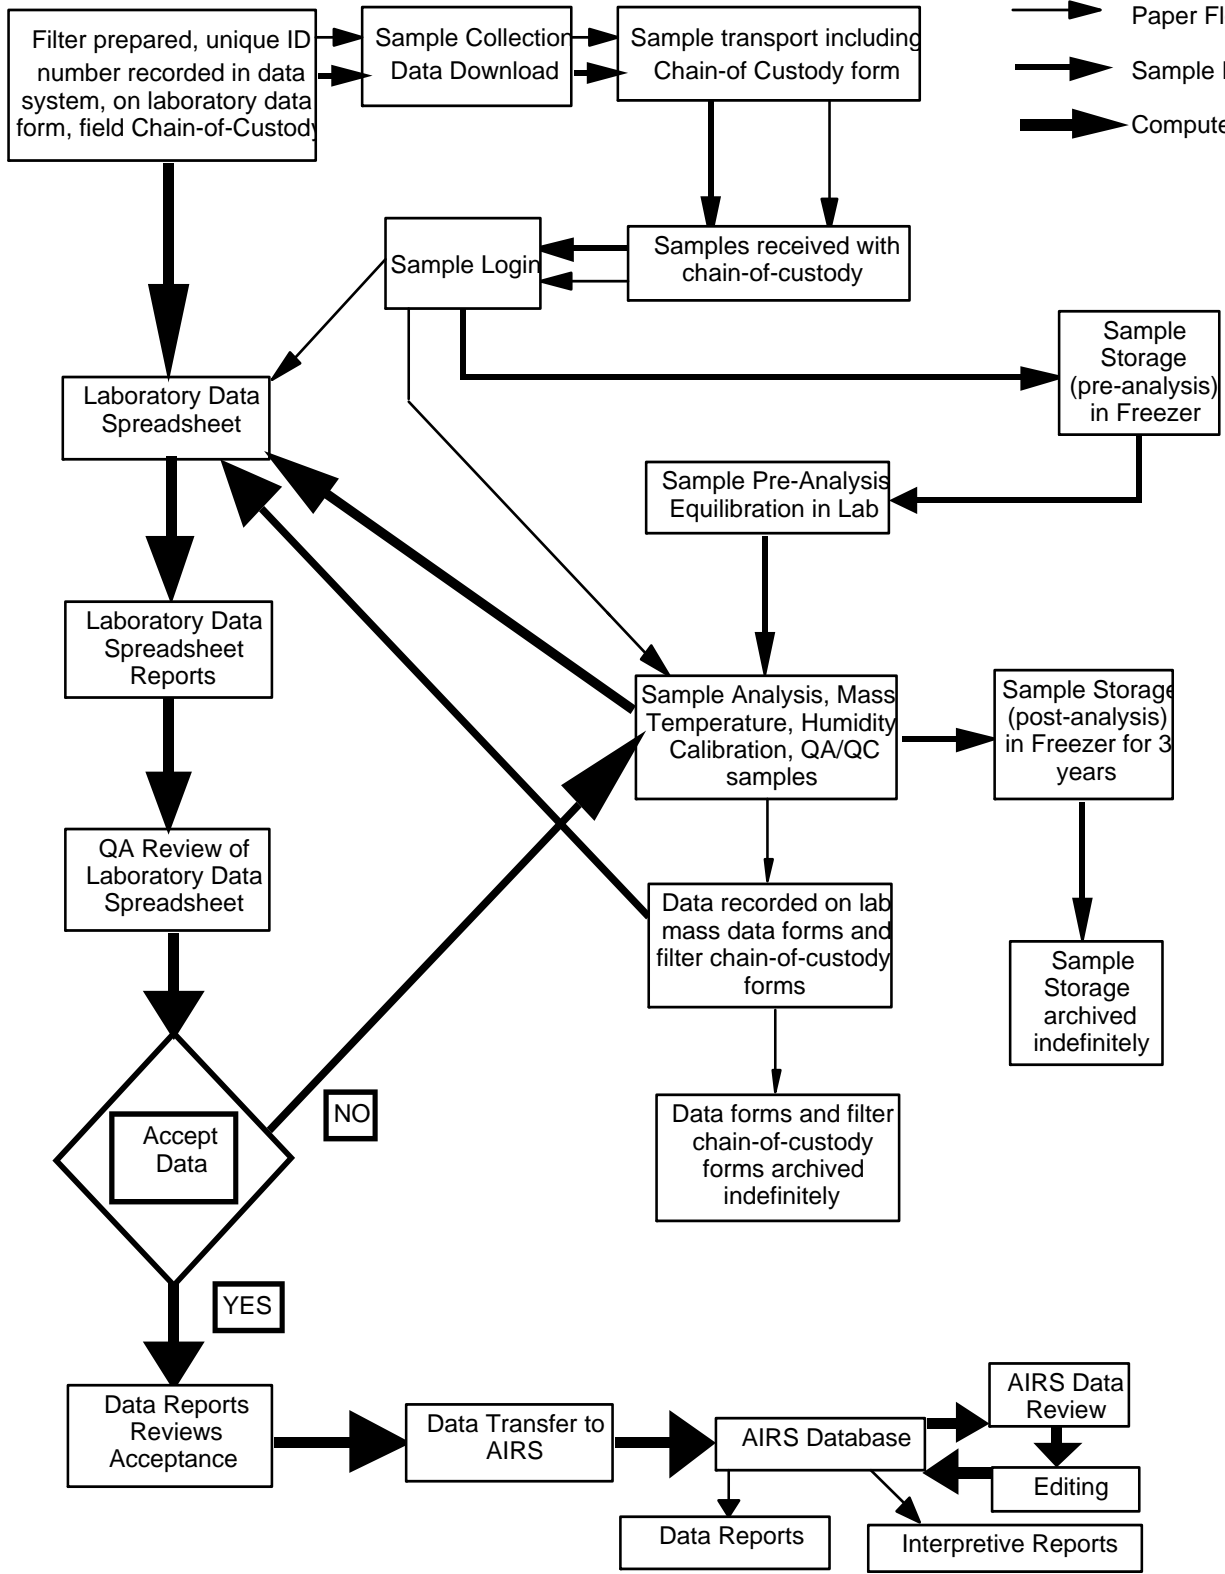 Filter prepared, unique ID
number recorded in data
system, on laboratory data
form, field Chain-of-Custody
Sample Collection
Data Download
Sample transport including
Chain-of Custody form
Paper Fl
Sample
Compute
Samples received with
chain-of-custody
Sample Login
Sample
Storage
(pre-analysis)
in Freezer
Laboratory Data
Spreadsheet
Sample Pre-Analysis
Equilibration in Lab
Laboratory Data
Spreadsheet
Reports
Sample Analysis, Mass
Temperature, Humidity
Calibration, QA/QC
samples
Sample Storage
(post-analysis)
in Freezer for 3
years
QA Review of
Laboratory Data
Spreadsheet
Data recorded on lab
mass data forms and
filter chain-of-custody
forms
Sample
Storage
archived
indefinitely
Accept
Data
NO
Data forms and filter
chain-of-custody
forms archived
indefinitely
YES
Data Reports
Reviews
Acceptance
Data Transfer to
AIRS
AIRS Database
AIRS Data
Review
Editing
Data Reports
Interpretive Reports